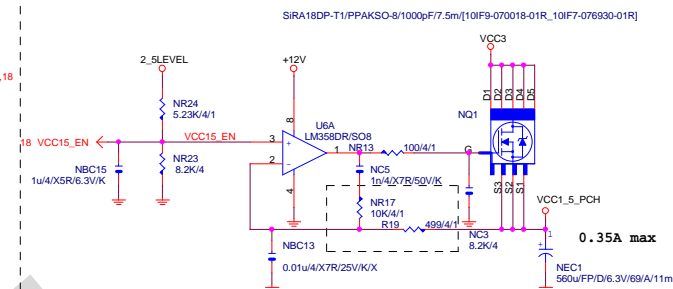 SiRA18DP-T1/PPAKSO-8/1000pF/7.5m/[10IF9-070018-01R_10IF7-076930-01R]
VCC3
2_5LEVEL
+12V
,18
D1
D2
D3
D4
D5
NR24
5.23K/4/1
NQ1
U6A
LM358DR/SO8
8
18 VCC15_EN
VCC15_EN
3
+
1
NR13
100/4/1
G
2
-
NBC15
1u/4/X5R/6.3V/K
NR23
8.2K/4
4
NC5
1n/4/X7R/50V/K
S3
S2
S1
NR17
10K/4/1
VCC1_5_PCH
R19
499/4/1
NC3
8.2K/4
1
+
0.35A max
NBC13
0.01u/4/X7R/25V/K/X
NEC1
560u/FP/D/6.3V/69/A/11m